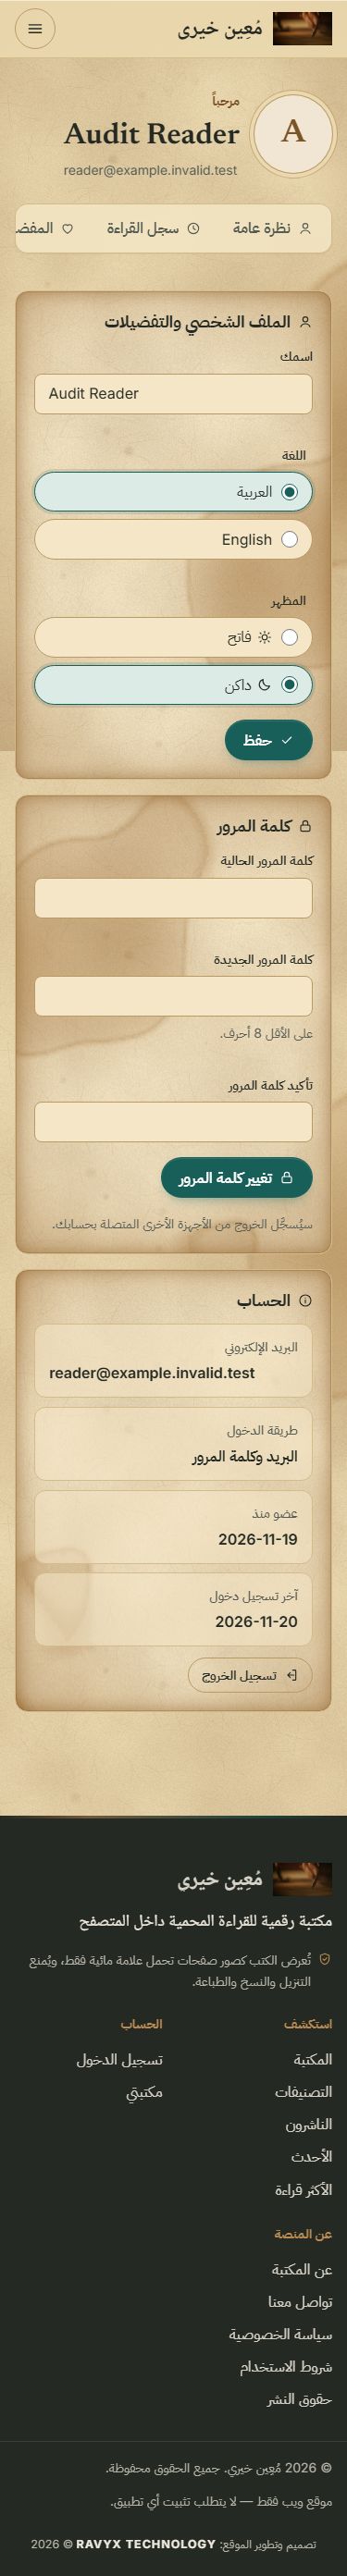 مُعِين خيرى
مرحباً
A
Audit Reader
reader@example.invalid.test
نظرة عامة
سجل القراءة
المفض
الملف الشخصي والتفضيلات
اسمك
Audit Reader
اللغة
العربية
English
المظهر
فاتح
داكن
حفظ
كلمة المرور
كلمة المرور الحالية
كلمة المرور الجديدة
على الأقل 8 أحرف.
تأكيد كلمة المرور
تغيير كلمة المرور
سيُسجَّل الخروج من الأجهزة الأخرى المتصلة بحسابك.
الحساب
البريد الإلكتروني
reader@example.invalid.test
طريقة الدخول
البريد وكلمة المرور
عضو منذ
2026-11-19
آخر تسجيل دخول
2026-11-20
تسجيل الخروج
مُعِين خيرى
مكتبة رقمية للقراءة المحمية داخل المتصفح
تُعرض الكتب كصور صفحات تحمل علامة مائية فقط، ويُمنع
التنزيل والنسخ والطباعة.
استكشف
المكتبة
التصنيفات
الناشرون
الأحدث
الأكثر قراءة
الحساب
تسجيل الدخول
مكتبتي
عن المنصة
عن المكتبة
تواصل معنا
سياسة الخصوصية
شروط الاستخدام
حقوق النشر
© 2026 مُعِين خيري. جميع الحقوق محفوظة.
موقع ويب فقط — لا يتطلب تثبيت أي تطبيق.
تصميم وتطوير الموقع: RAVYX TECHNOLOGY © 2026